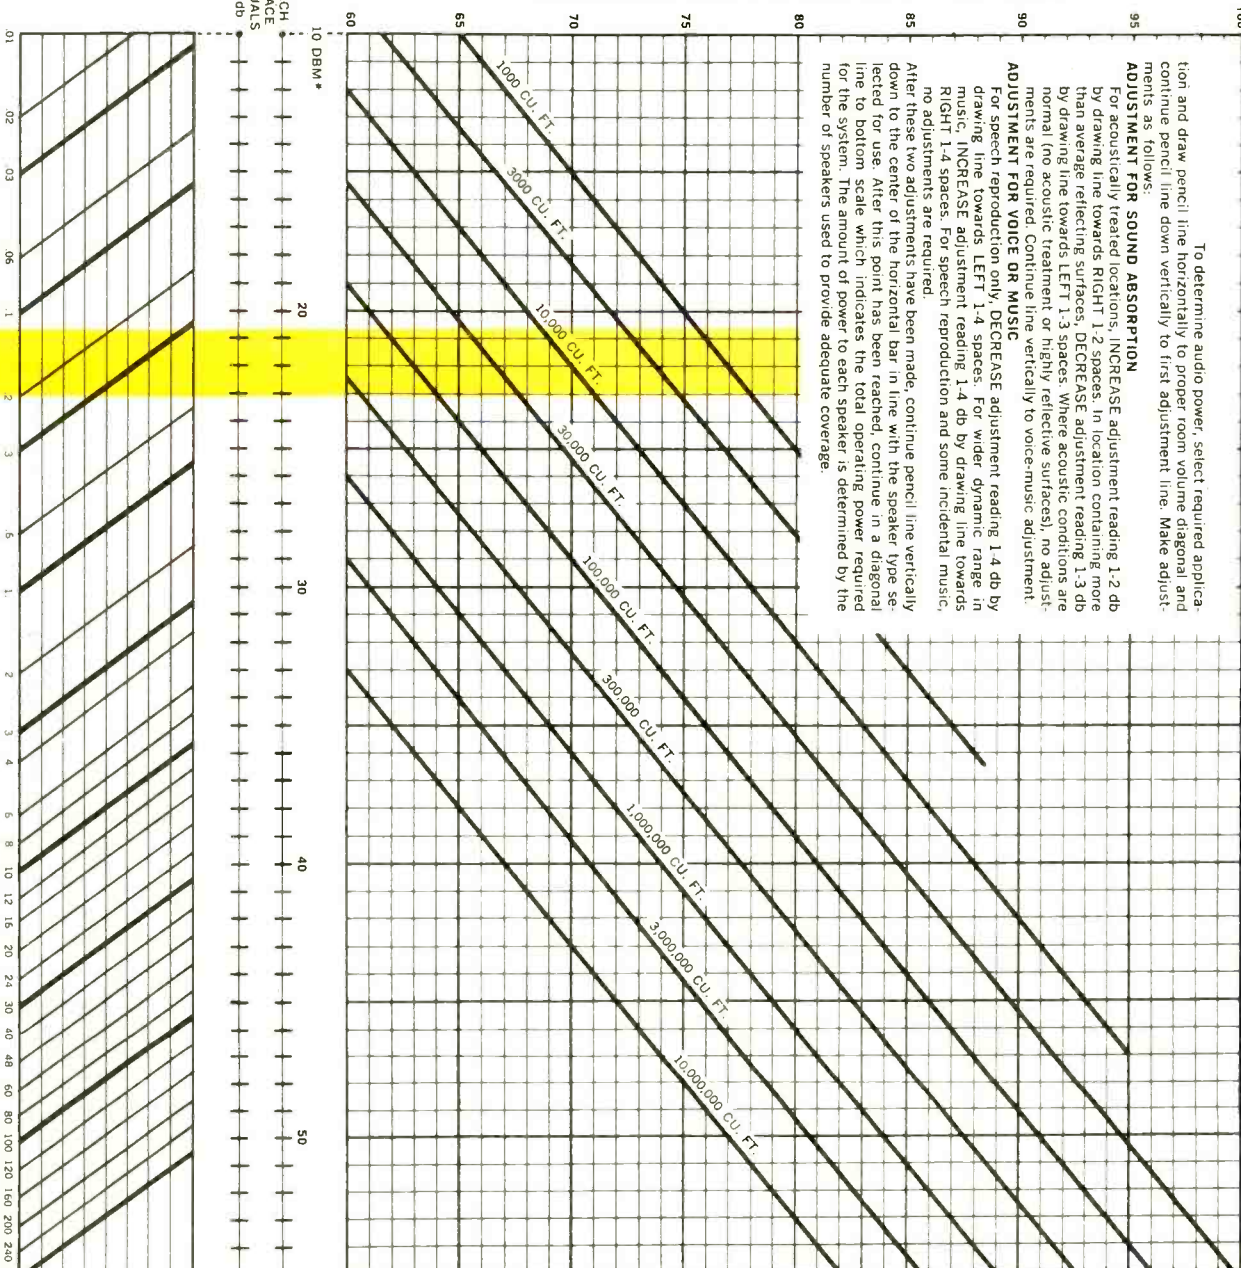 To determine audio power, select required applica-
tion and draw pencil line horizontally to proper room volume diagonal and
continue pencil line down vertically to first adjustment line. Make adjust-
ments as follows:
ADJUSTMENT FOR SOUND ABSORPTION
For acoustically treated locations, INCREASE adjustment reading 1-2 db
by drawing line towards RIGHT 1-2 spaces. In location containing more
than average reflecting surfaces, DECREASE adjustment reading 1-3 db
by drawing line towards LEFT 1-3 spaces. Where acoustic conditions are
normal (no acoustic treatment or highly reflective surfaces), no adjust-
ments are required. Continue line vertically to voice-music adjustment.
ADJUSTMENT FOR VOICE OR MUSIC
For speech reproduction only, DECREASE adjustment reading 1-4 db by
drawing line towards LEFT 1-4 spaces. For wider dynamic range in
music, INCREASE adjustment reading 1-4 db by drawing line towards
RIGHT 1-4 spaces. For speech reproduction and some incidental music,
no adjustments are required.
After these two adjustments have been made, continue pencil line vertically
down to the center of the horizontal bar in line with the speaker type se-
lected for use. After this point has been reached, continue in a diagonal
line to bottom scale which indicates the total operating power required
for the system. The amount of power to each speaker is determined by the
number of speakers used to provide adequate coverage.
100
95
90
85
80
75
70
65
60
1000 CU. FT.
3000 CU. FT.
10,000 CU. FT.
30,000 CU. FT.
100,000 CU. FT.
300,000 CU. FT.
1,000,000 CU. FT.
3,000,000 CU. FT.
10,000,000 CU. FT.
10 DBM* 20 30 40 50
CH
ACE
UALS
db
.01 .02 .03 .06 .1 .2 .3 .6 1. 2 3 4 6 8 10 12 16 20 24 30 40 48 60 80 100 120 160 200 240